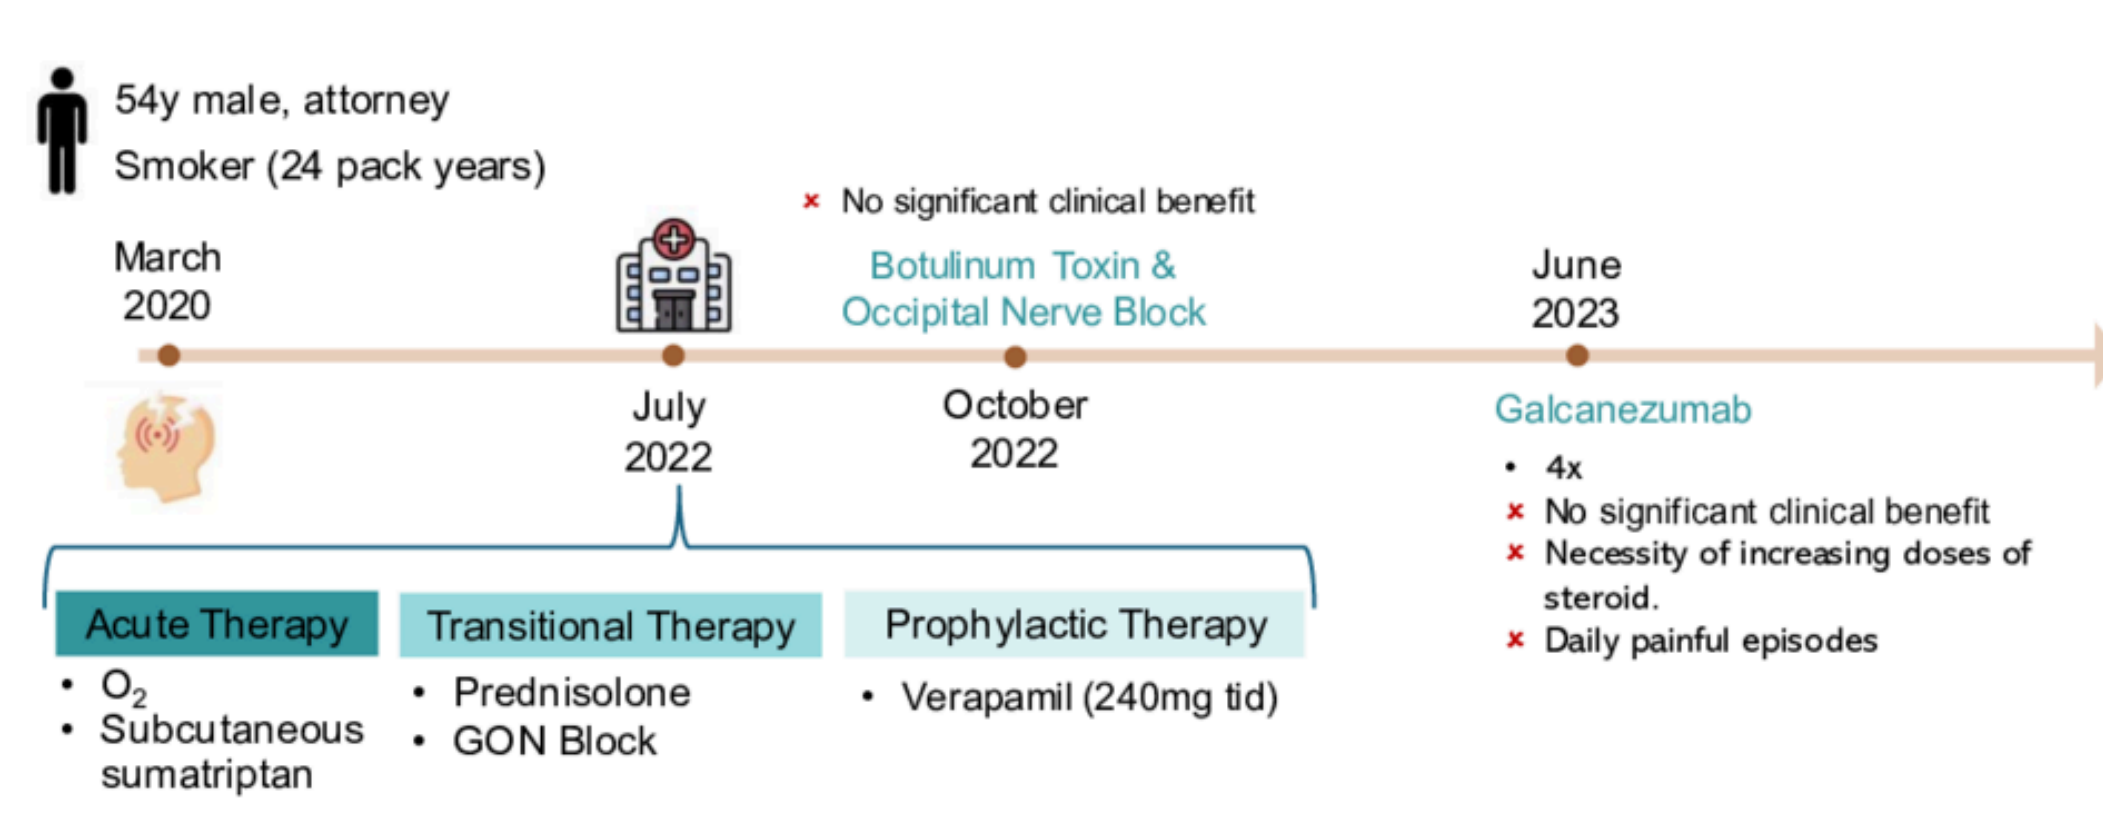 54y male, attorney
Smoker (24 pack years)
March
2020
July
2022
× No significant clinical benefit
Botulinum Toxin &
Occipital Nerve Block
October
2022
June
2023
Galcanezumab
• 4x
× No significant clinical benefit
× Necessity of increasing doses of
steroid.
× Daily painful episodes
Acute Therapy
• O₂
• Subcutaneous
sumatriptan
Transitional Therapy
• Prednisolone
• GON Block
Prophylactic Therapy
• Verapamil (240mg tid)